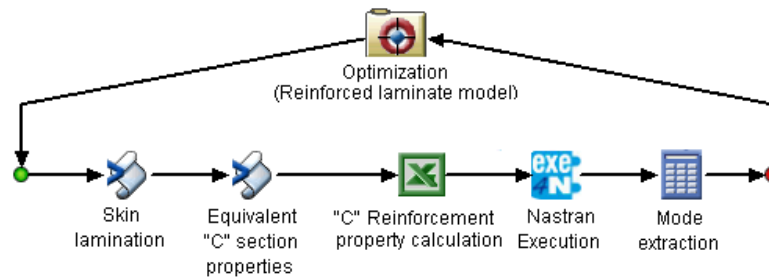 Optimization
(Reinforced laminate model)
exe
4N
Skin
lamination
Equivalent
"C" section
properties
"C" Reinforcement
property calculation
Nastran
Execution
Mode
extraction